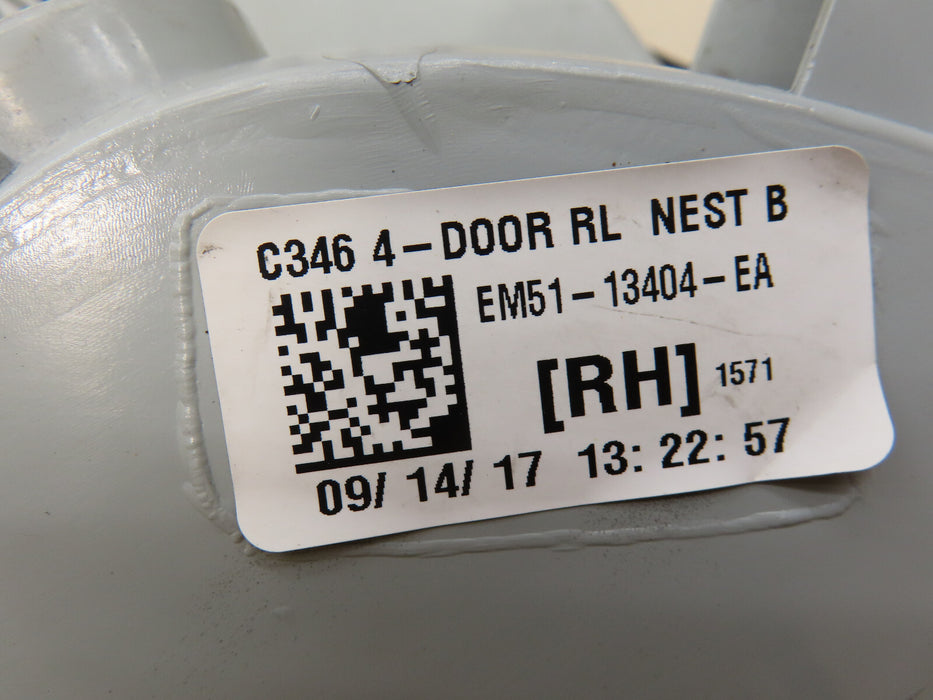 C346 4-DOOR RL NEST B
EM51-13404-EA
[RH] 1571
09/ 14/ 17 13: 22: 57